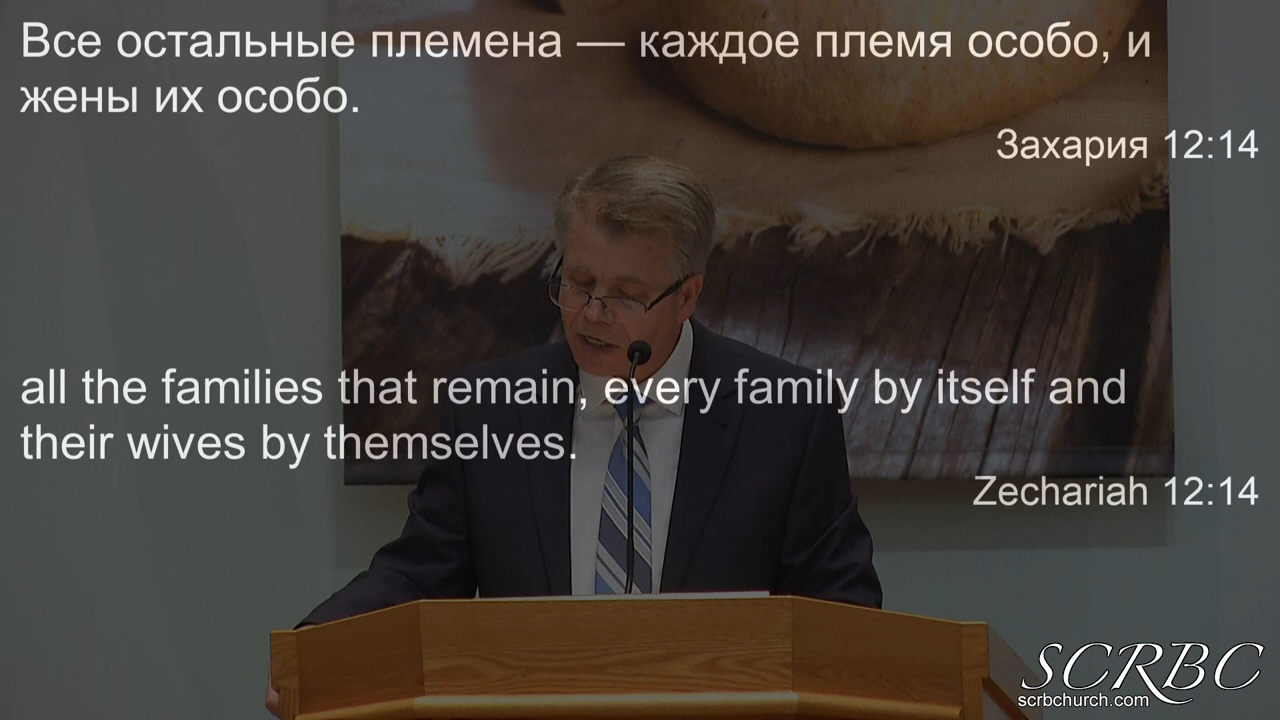 Все остальные племена — каждое племя особо, и
жены их особо.
Захария 12:14
all the families that remain, every family by itself and
their wives by themselves.
Zechariah 12:14
SCRBC
scrbchurch.com